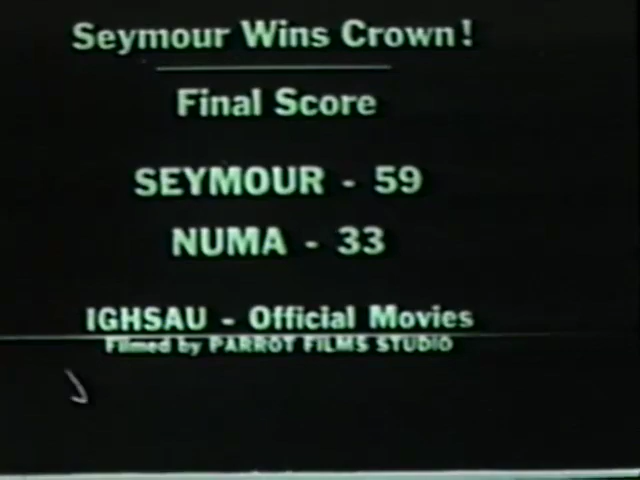 Seymour Wins Crown!
Final Score
SEYMOUR - 59
NUMA - 33
IGHSAU - Official Movies
Filmed by PARROT FILMS STUDIO